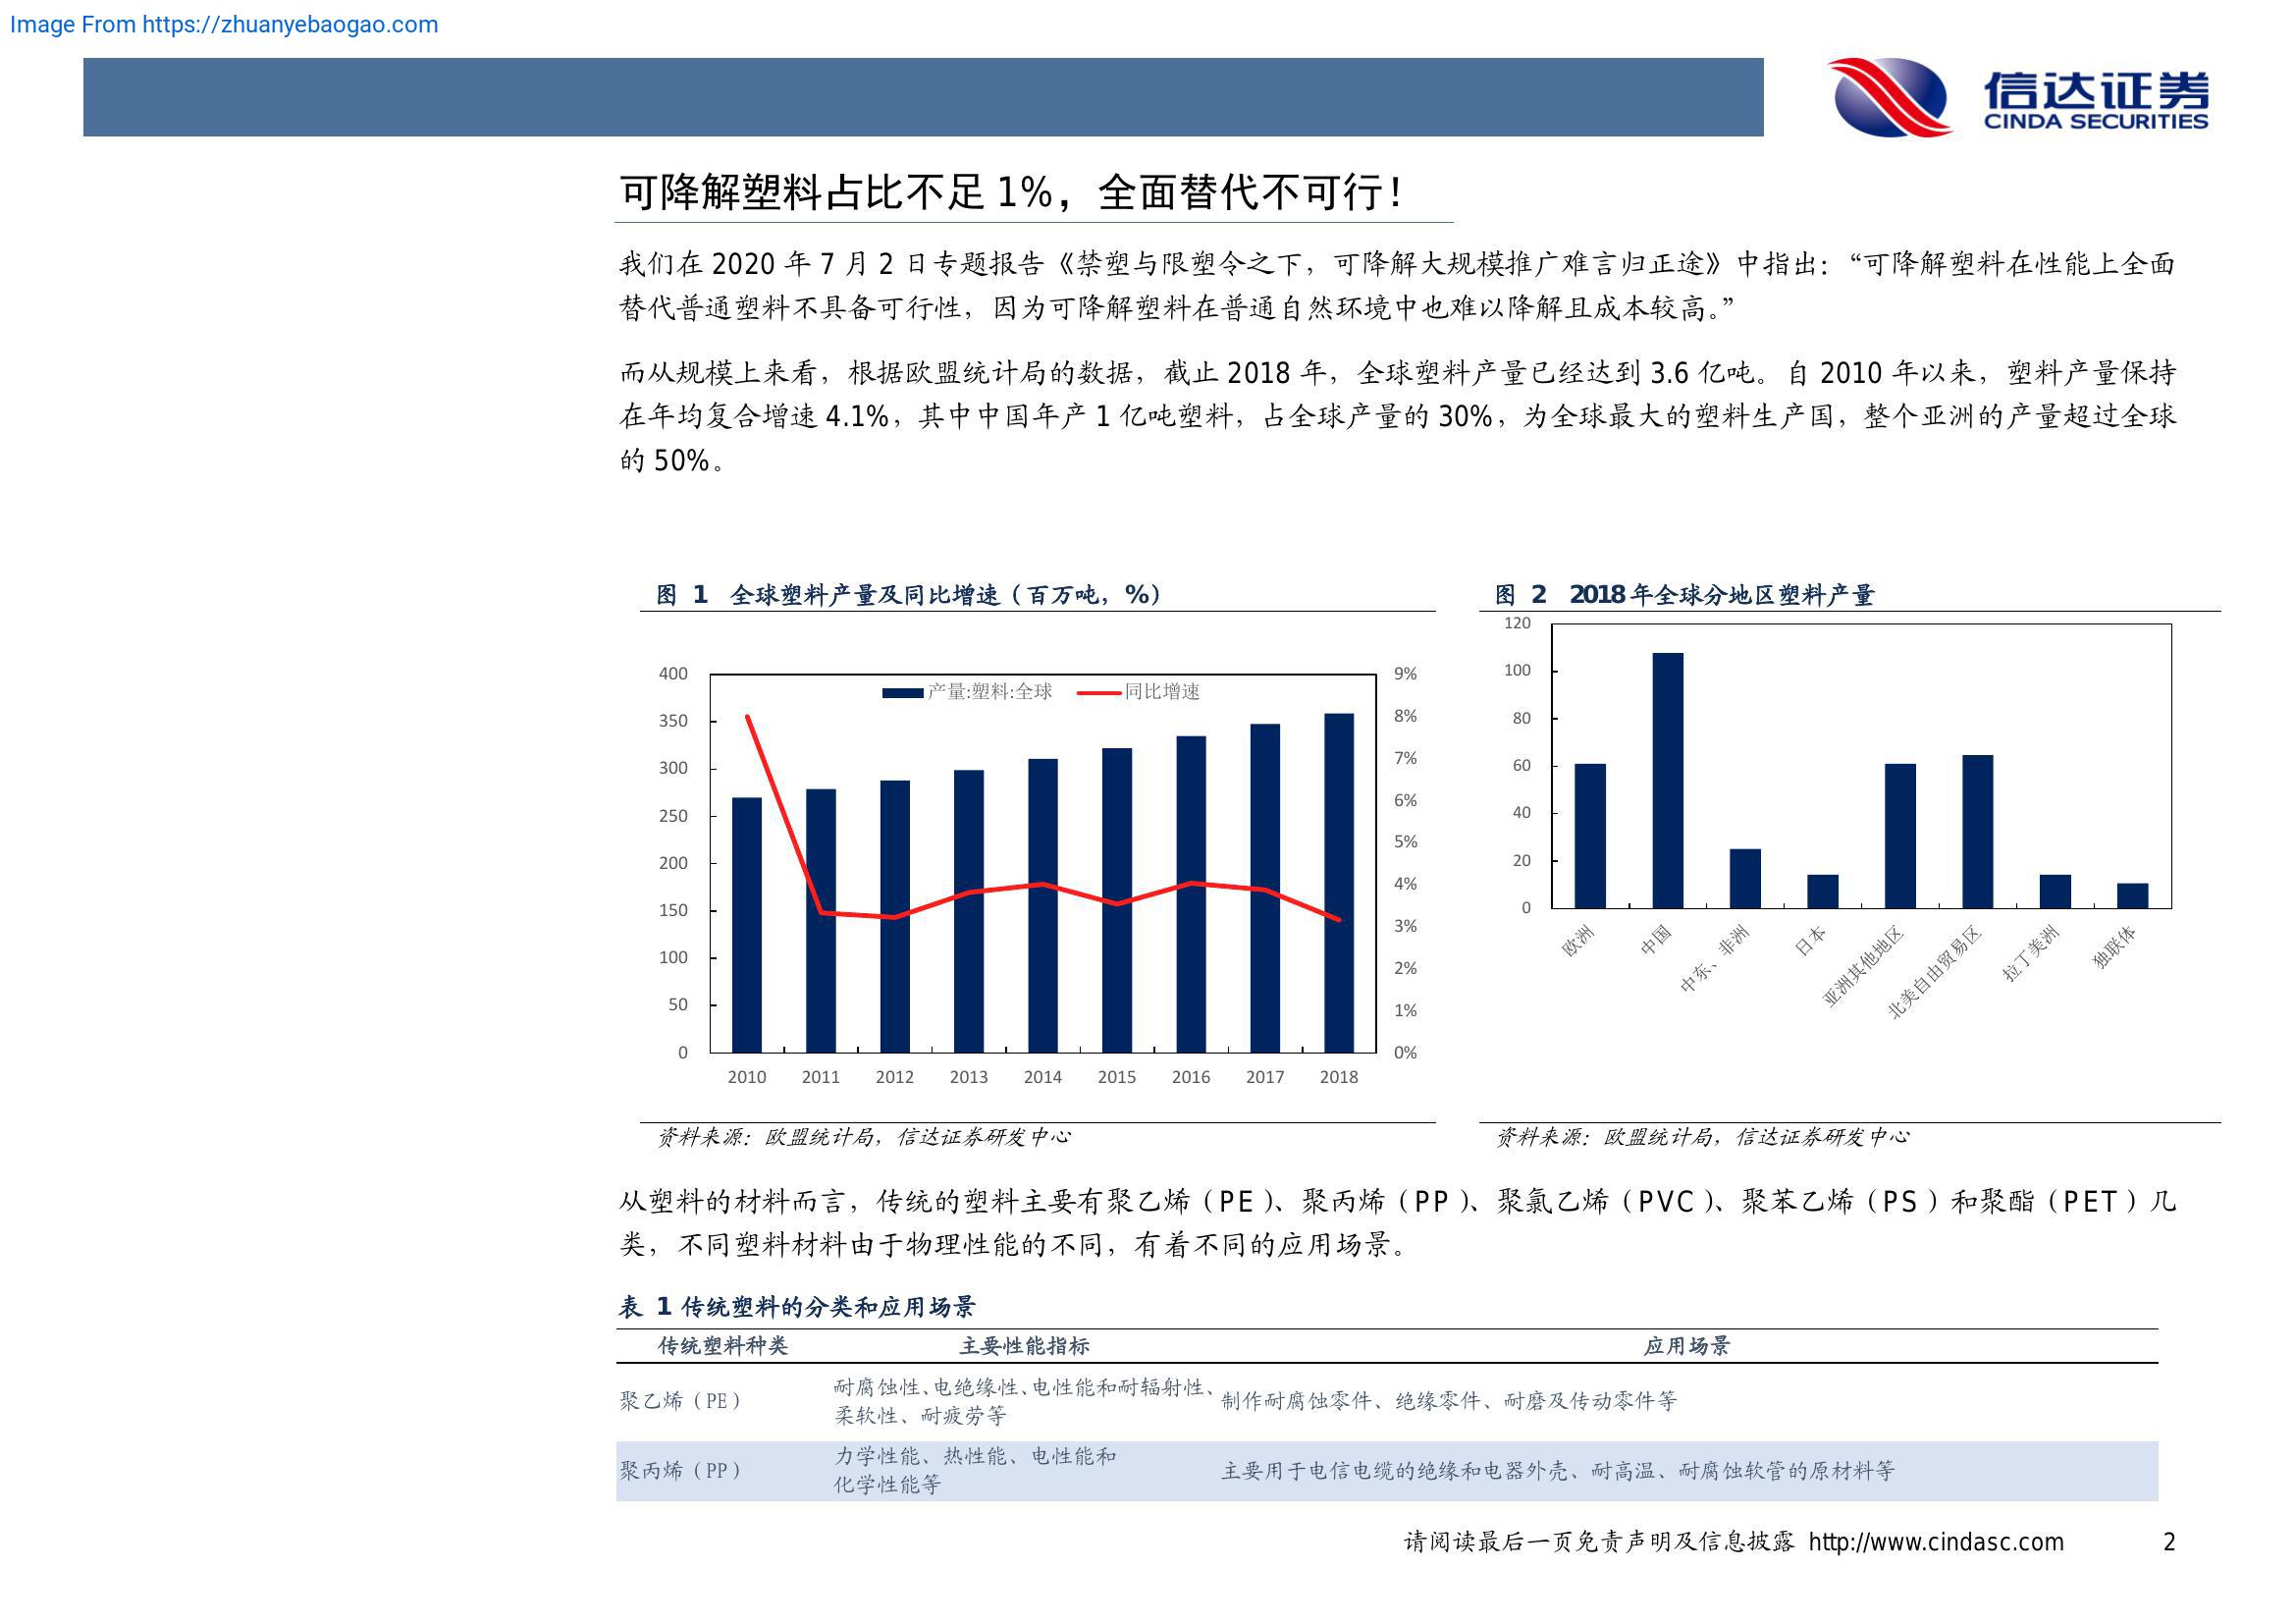 Image From https://zhuanyebaogao.com
信达证券
CINDA SECURITIES
可降解塑料占比不足 1%，全面替代不可行！
我们在 2020 年 7 月 2 日专题报告《禁塑与限塑令之下，可降解大规模推广难言归正途》中指出：“可降解塑料在性能上全面
替代普通塑料不具备可行性，因为可降解塑料在普通自然环境中也难以降解且成本较高。”
而从规模上来看，根据欧盟统计局的数据，截止 2018 年，全球塑料产量已经达到 3.6 亿吨。自 2010 年以来，塑料产量保持
在年均复合增速 4.1%，其中中国年产 1 亿吨塑料，占全球产量的 30%，为全球最大的塑料生产国，整个亚洲的产量超过全球
的 50%。
图 1 全球塑料产量及同比增速（百万吨，%）
400
350
300
250
200
150
100
50
0
产量:塑料:全球 同比增速
9%
8%
7%
6%
5%
4%
3%
2%
1%
0%
2010 2011 2012 2013 2014 2015 2016 2017 2018
资料来源：欧盟统计局，信达证券研发中心
图 2 2018 年全球分地区塑料产量
120
100
80
60
40
20
0
欧洲
中国
中东、非洲
日本
亚洲其他地区
北美自由贸易区
拉丁美洲
独联体
资料来源：欧盟统计局，信达证券研发中心
从塑料的材料而言，传统的塑料主要有聚乙烯（PE）、聚丙烯（PP）、聚氯乙烯（PVC）、聚苯乙烯（PS）和聚酯（PET）几
类，不同塑料材料由于物理性能的不同，有着不同的应用场景。
表 1 传统塑料的分类和应用场景
传统塑料种类 主要性能指标 应用场景
聚乙烯（PE）
耐腐蚀性、电绝缘性、电性能和耐辐射性、
柔软性、耐疲劳等
制作耐腐蚀零件、绝缘零件、耐磨及传动零件等
聚丙烯（PP）
力学性能、热性能、电性能和
化学性能等
主要用于电信电缆的绝缘和电器外壳、耐高温、耐腐蚀软管的原材料等
请阅读最后一页免责声明及信息披露 http://www.cindasc.com 2